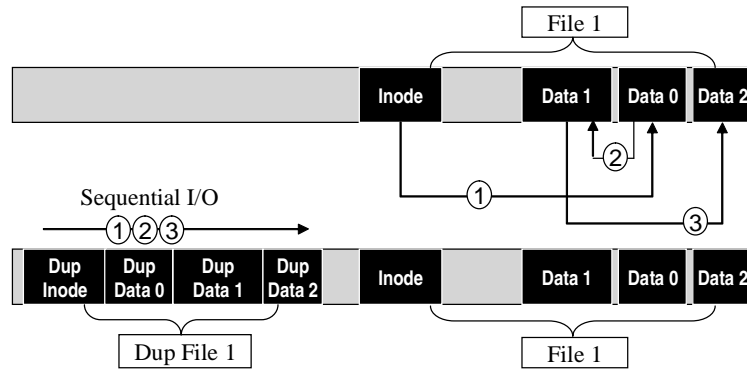 File 1
Inode Data 1 Data 0 Data 2
2
1
3
Sequential I/O
1 2 3
Dup Inode Dup Data 0 Dup Data 1 Dup Data 2 Inode Data 1 Data 0 Data 2
Dup File 1 File 1